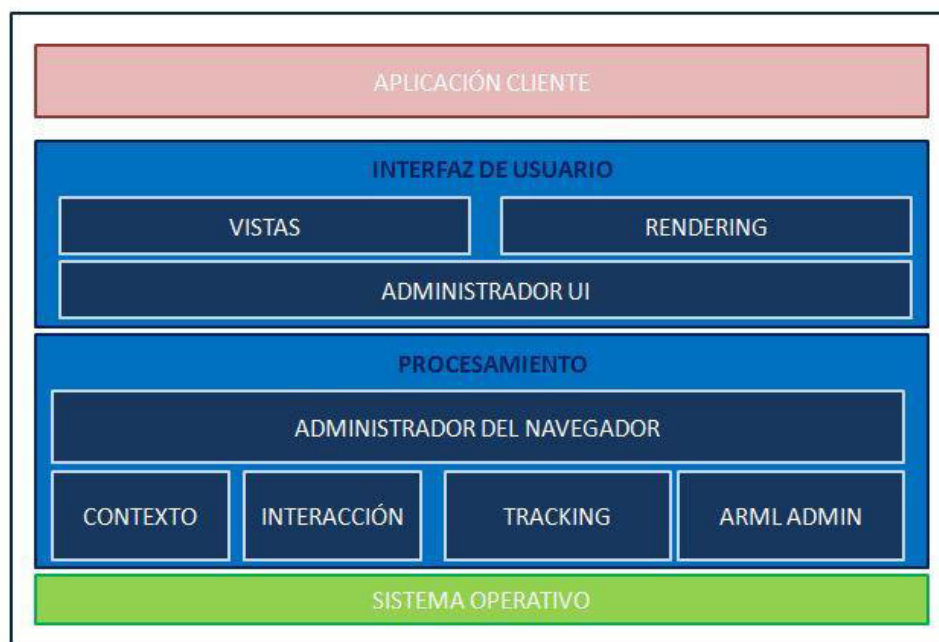 APLICACIÓN CLIENTE
INTERFAZ DE USUARIO
VISTAS
RENDERING
ADMINISTRADOR UI
PROCESAMIENTO
ADMINISTRADOR DEL NAVEGADOR
CONTEXTO
INTERACCIÓN
TRACKING
ARML ADMIN
SISTEMA OPERATIVO